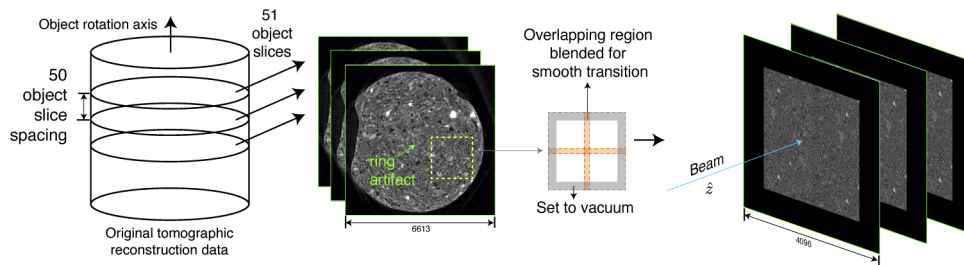 Object rotation axis
51
object
slices
50
object
slice
spacing
Original tomographic
reconstruction data
ring
artifact
6613
Overlapping region
blended for
smooth transition
Set to vacuum
Beam
ẑ
4096